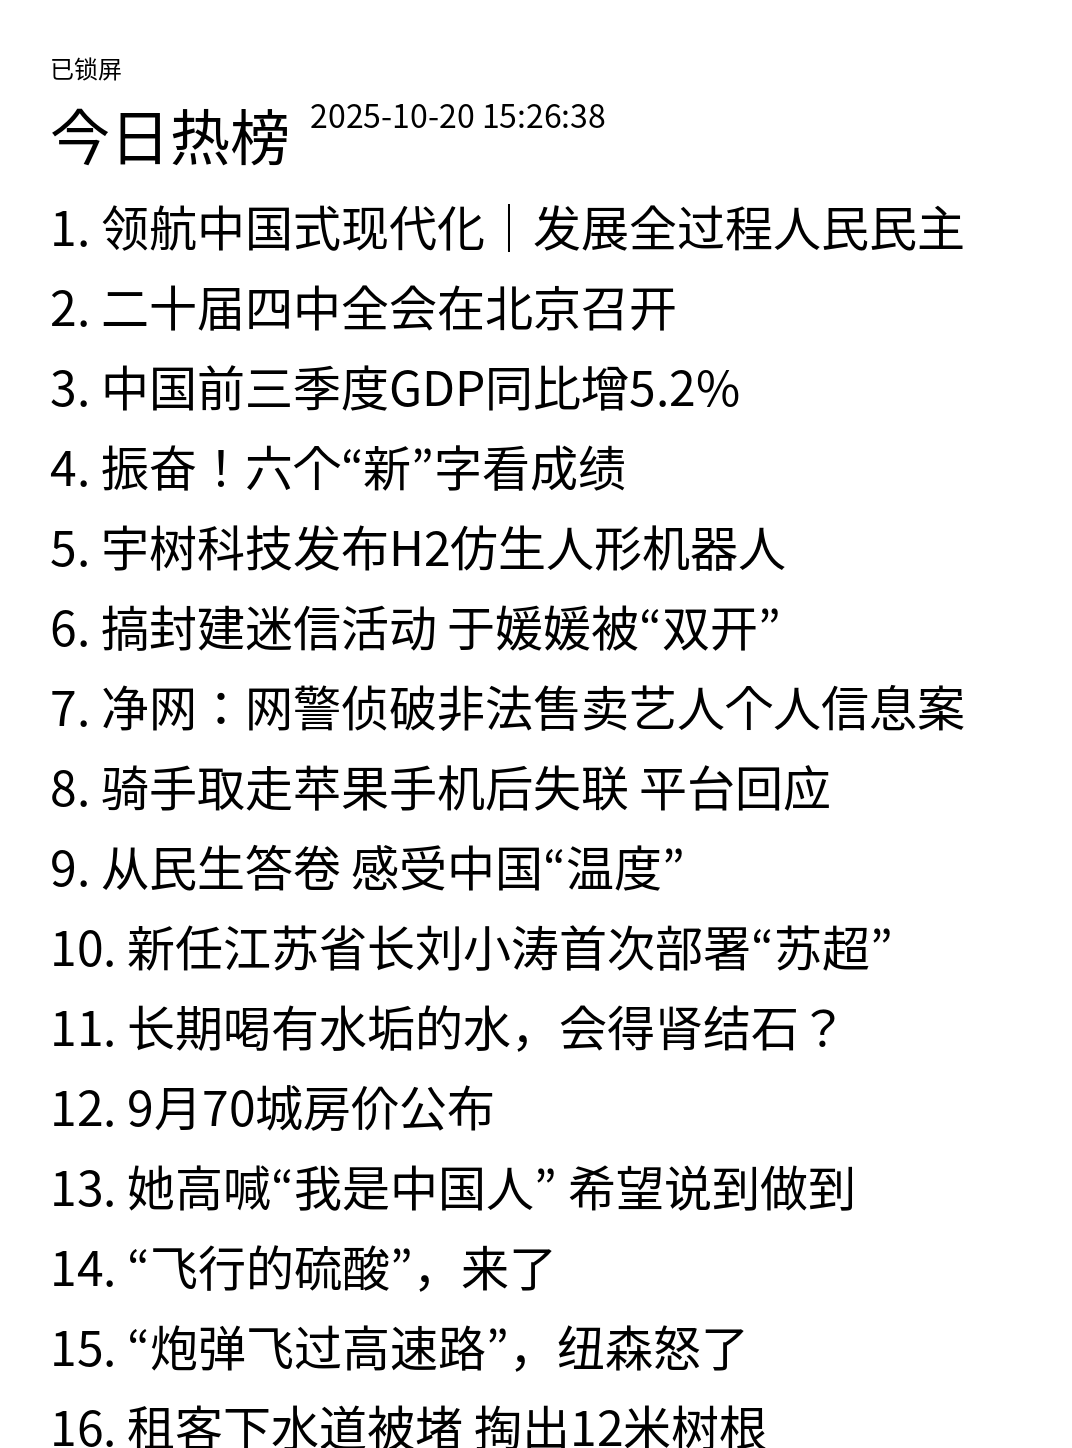 已锁屏
今日热榜 2025-10-20 15:26:38
1. 领航中国式现代化｜发展全过程人民民主
2. 二十届四中全会在北京召开
3. 中国前三季度GDP同比增5.2%
4. 振奋！六个“新”字看成绩
5. 宇树科技发布H2仿生人形机器人
6. 搞封建迷信活动 于媛媛被“双开”
7. 净网：网警侦破非法售卖艺人个人信息案
8. 骑手取走苹果手机后失联 平台回应
9. 从民生答卷 感受中国“温度”
10. 新任江苏省长刘小涛首次部署“苏超”
11. 长期喝有水垢的水，会得肾结石？
12. 9月70城房价公布
13. 她高喊“我是中国人” 希望说到做到
14. “飞行的硫酸”，来了
15. “炮弹飞过高速路”，纽森怒了
16. 租客下水道被堵 掏出12米树根